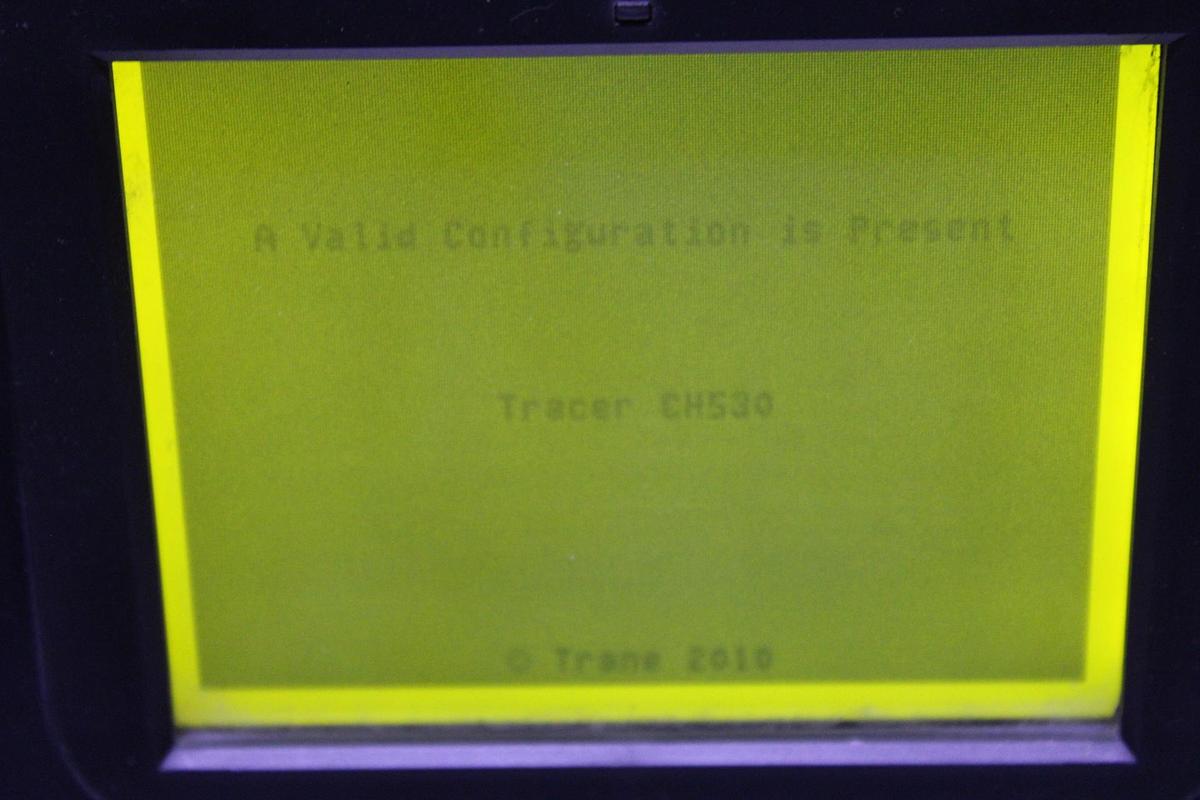 A Valid Configuration is Present
Tracer CH530
© Trane 2010